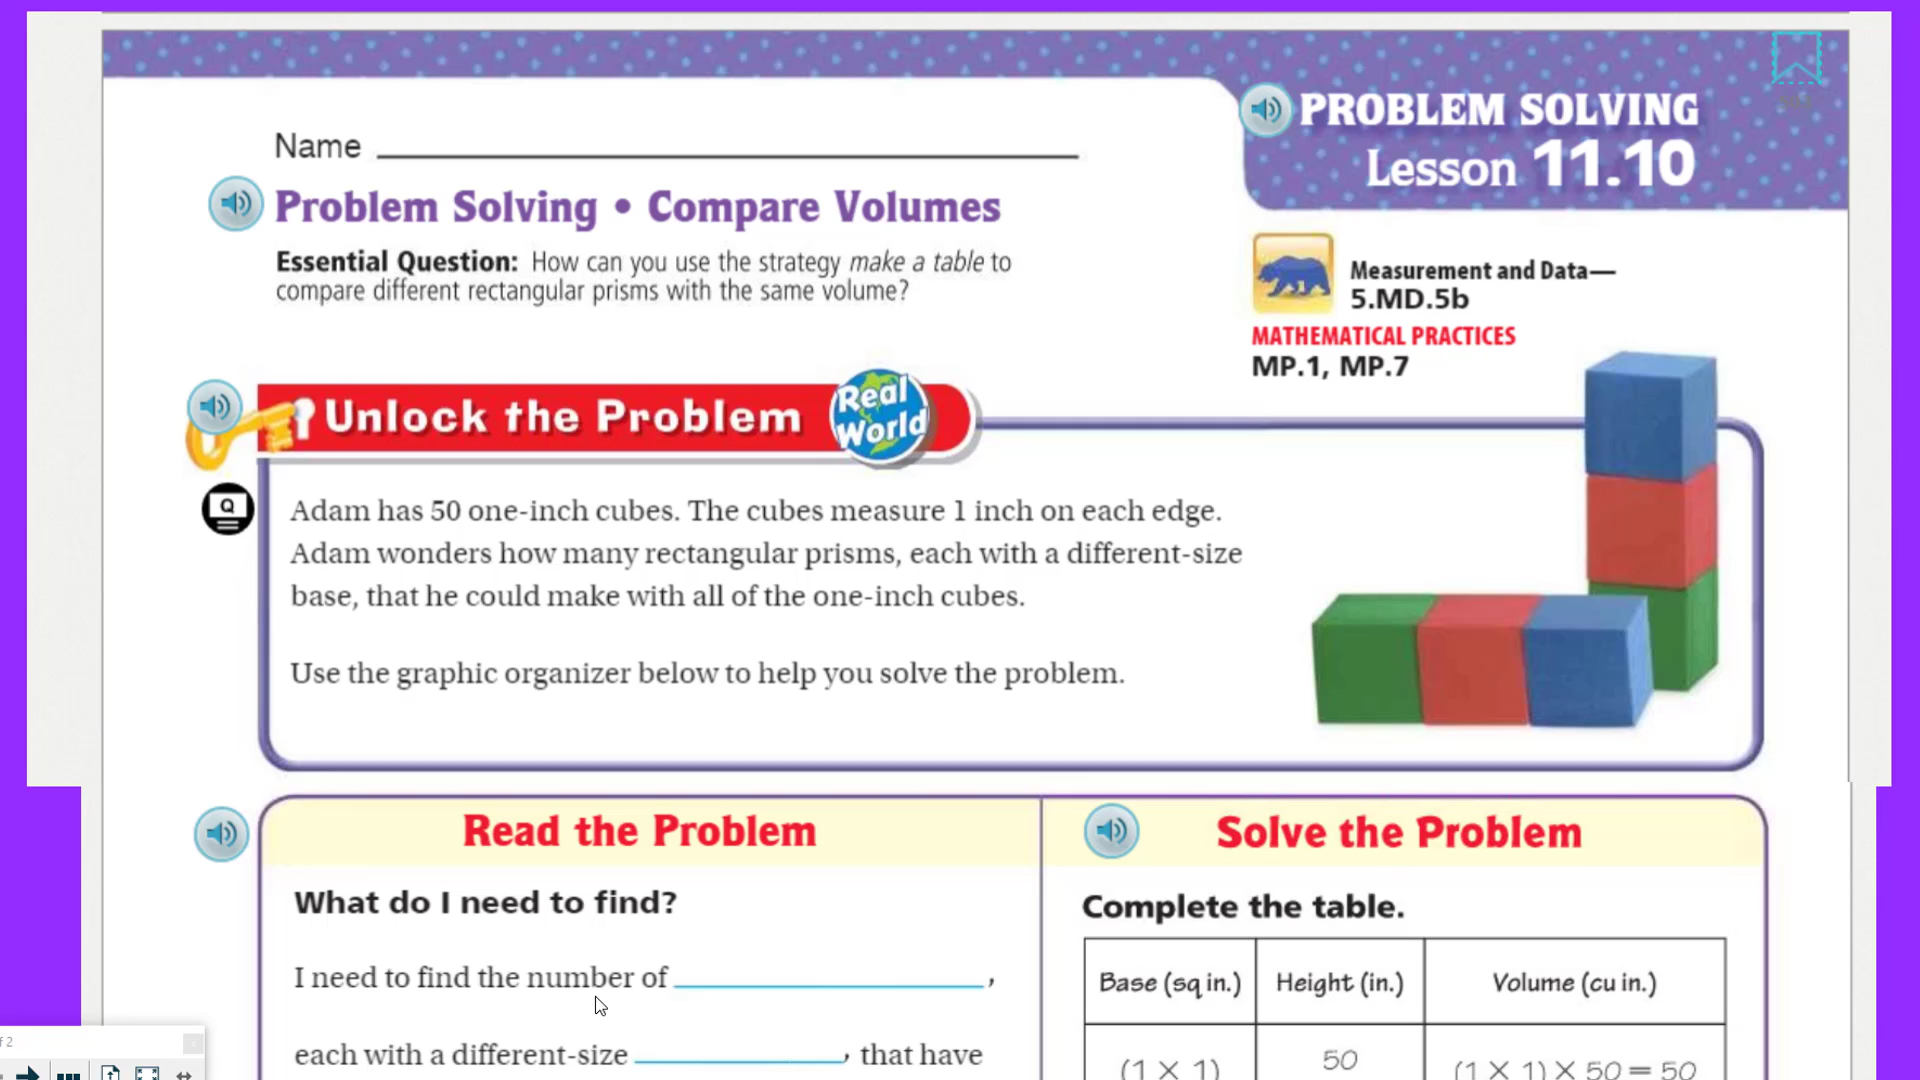 PROBLEM SOLVING
Lesson 11.10
Name
Problem Solving • Compare Volumes
Essential Question: How can you use the strategy make a table to
compare different rectangular prisms with the same volume?
Measurement and Data—
5.MD.5b
MATHEMATICAL PRACTICES
MP.1, MP.7
Unlock the Problem
Real
World
Q
Adam has 50 one-inch cubes. The cubes measure 1 inch on each edge.
Adam wonders how many rectangular prisms, each with a different-size
base, that he could make with all of the one-inch cubes.
Use the graphic organizer below to help you solve the problem.
Read the Problem
What do I need to find?
I need to find the number of ,
each with a different-size , that have
Solve the Problem
Complete the table.
Base (sq in.) Height (in.) Volume (cu in.)
(1 × 1) 50 (1 × 1) × 50 = 50